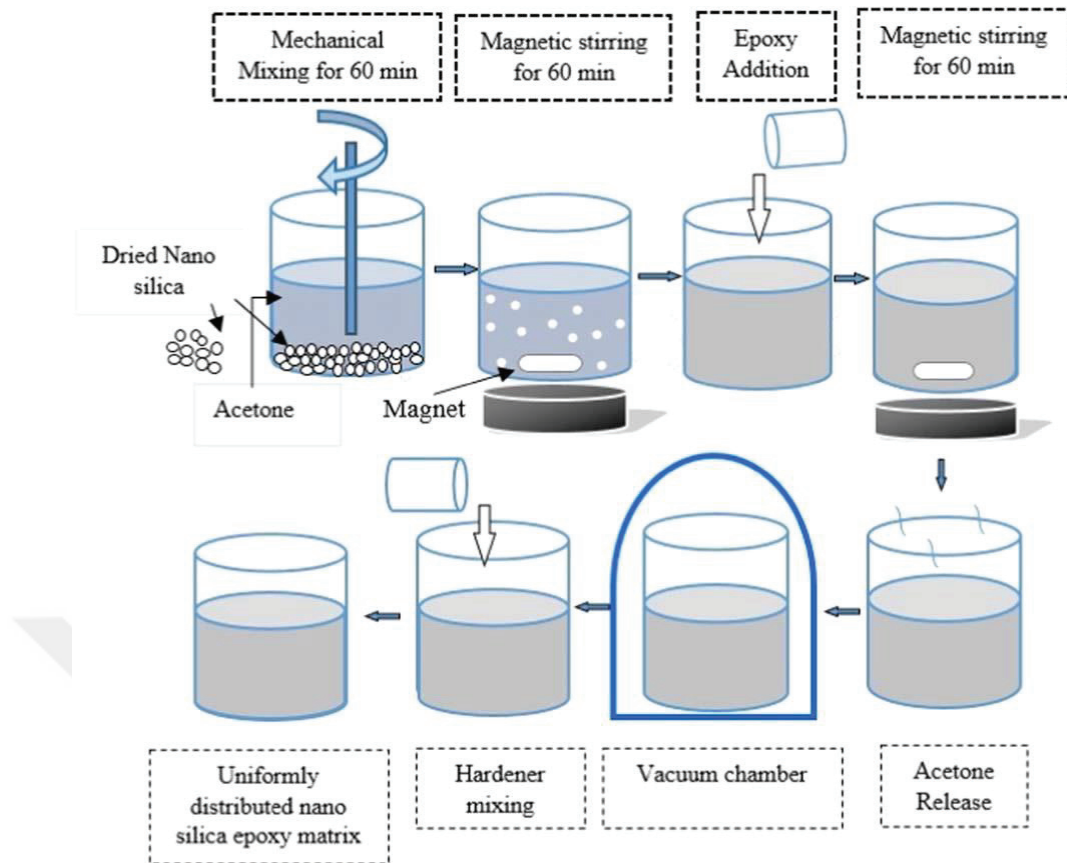 Mechanical
Mixing for 60 min
Magnetic stirring
for 60 min
Epoxy
Addition
Magnetic stirring
for 60 min
Dried Nano
silica
Acetone
Magnet
Uniformly
distributed nano
silica epoxy matrix
Hardener
mixing
Vacuum chamber
Acetone
Release